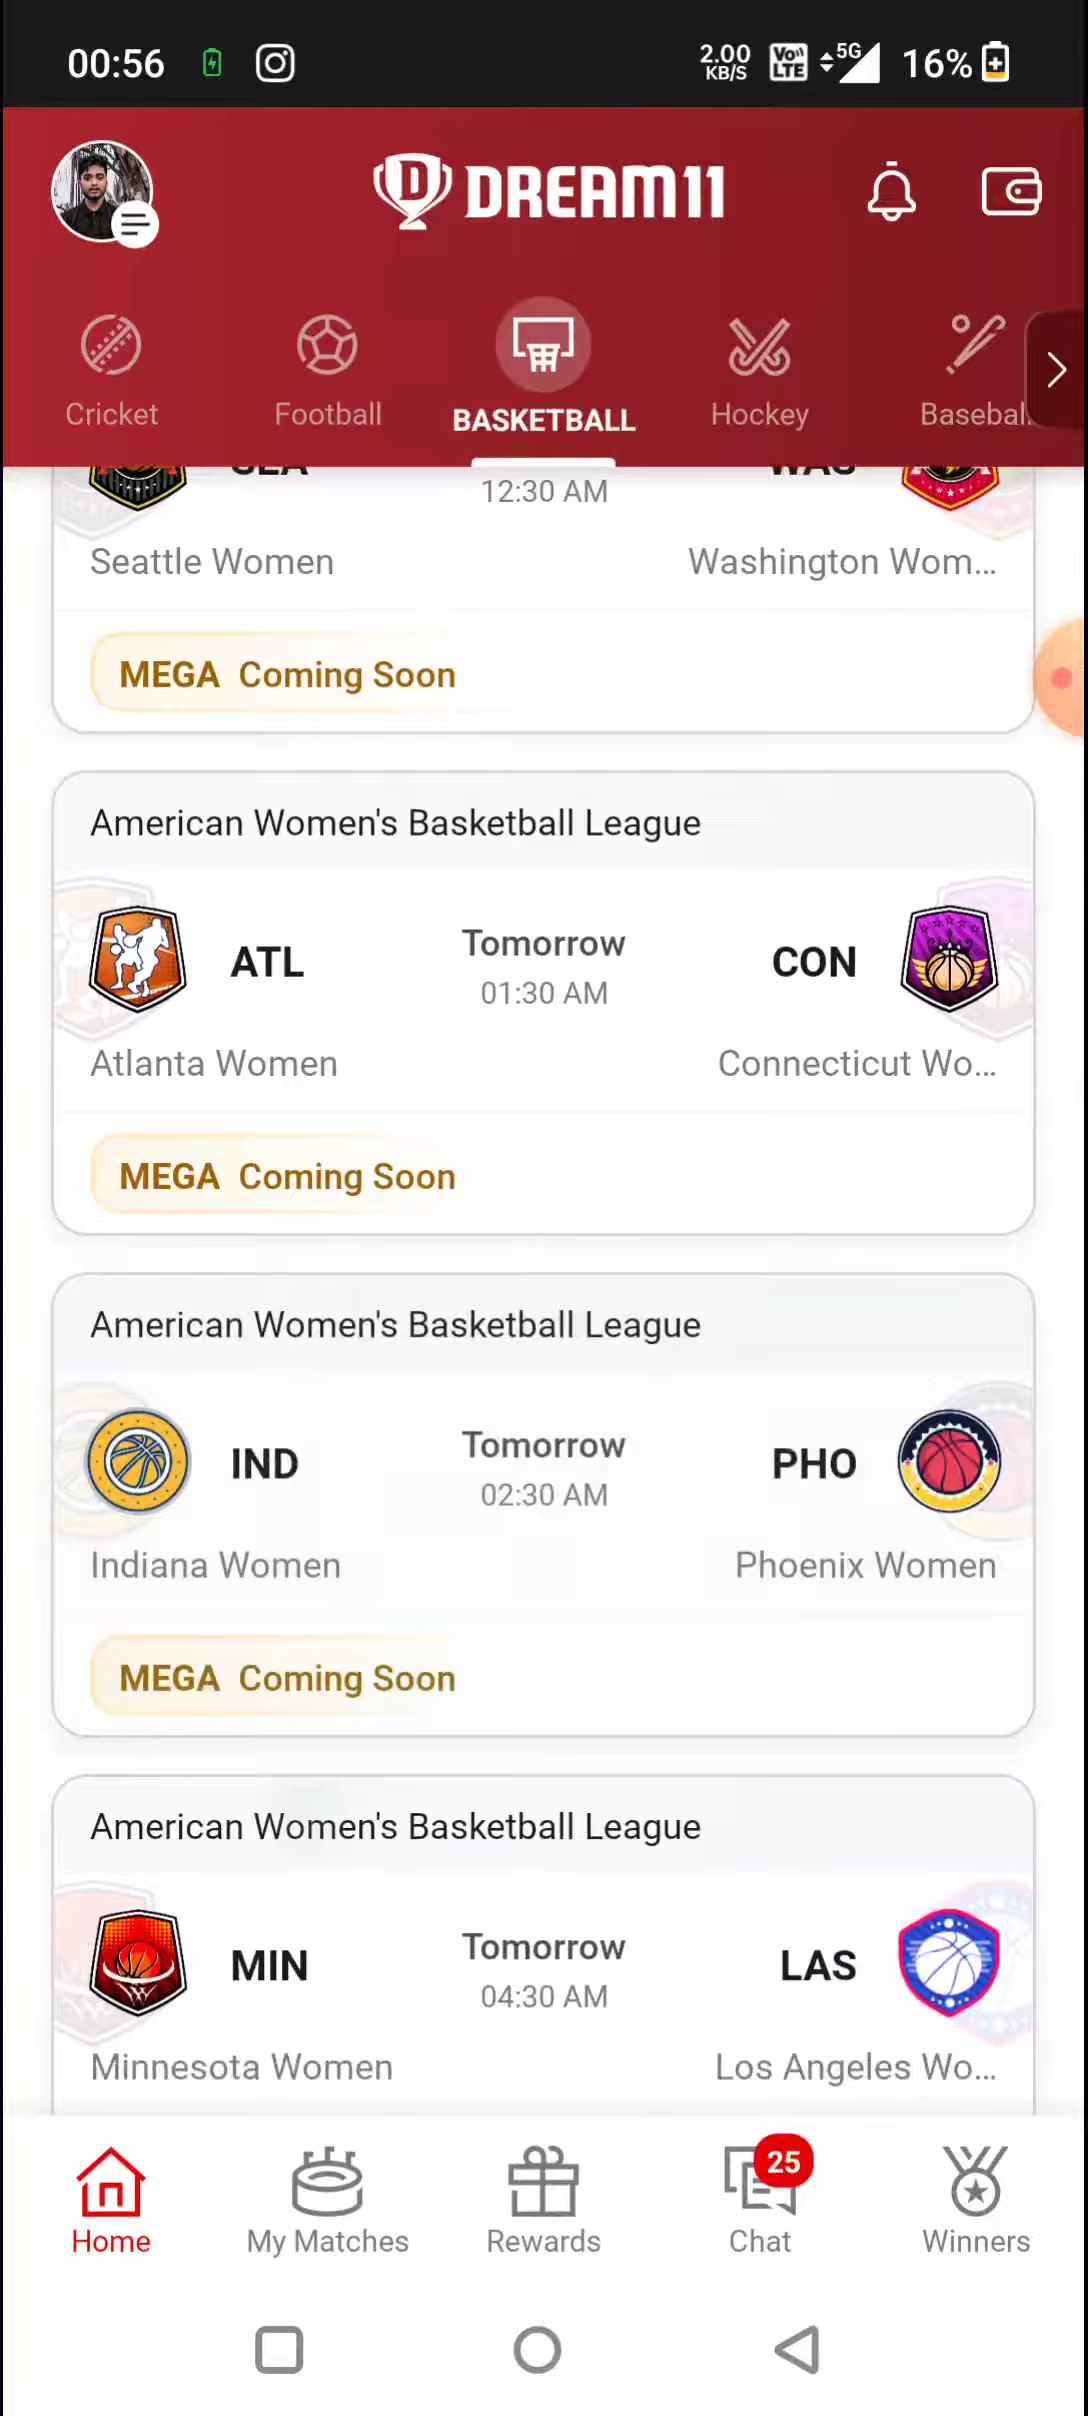 00:56
2.00 KB/S
Vo)) LTE
5G
16%
DREAM11
Cricket
Football
BASKETBALL
Hockey
Basebal
12:30 AM
Seattle Women
Washington Wom...
MEGA Coming Soon
American Women's Basketball League
ATL
Tomorrow
CON
01:30 AM
Atlanta Women
Connecticut Wo...
MEGA Coming Soon
American Women's Basketball League
IND
Tomorrow
PHO
02:30 AM
Indiana Women
Phoenix Women
MEGA Coming Soon
American Women's Basketball League
MIN
Tomorrow
LAS
04:30 AM
Minnesota Women
Los Angeles Wo...
25
Home
My Matches
Rewards
Chat
Winners